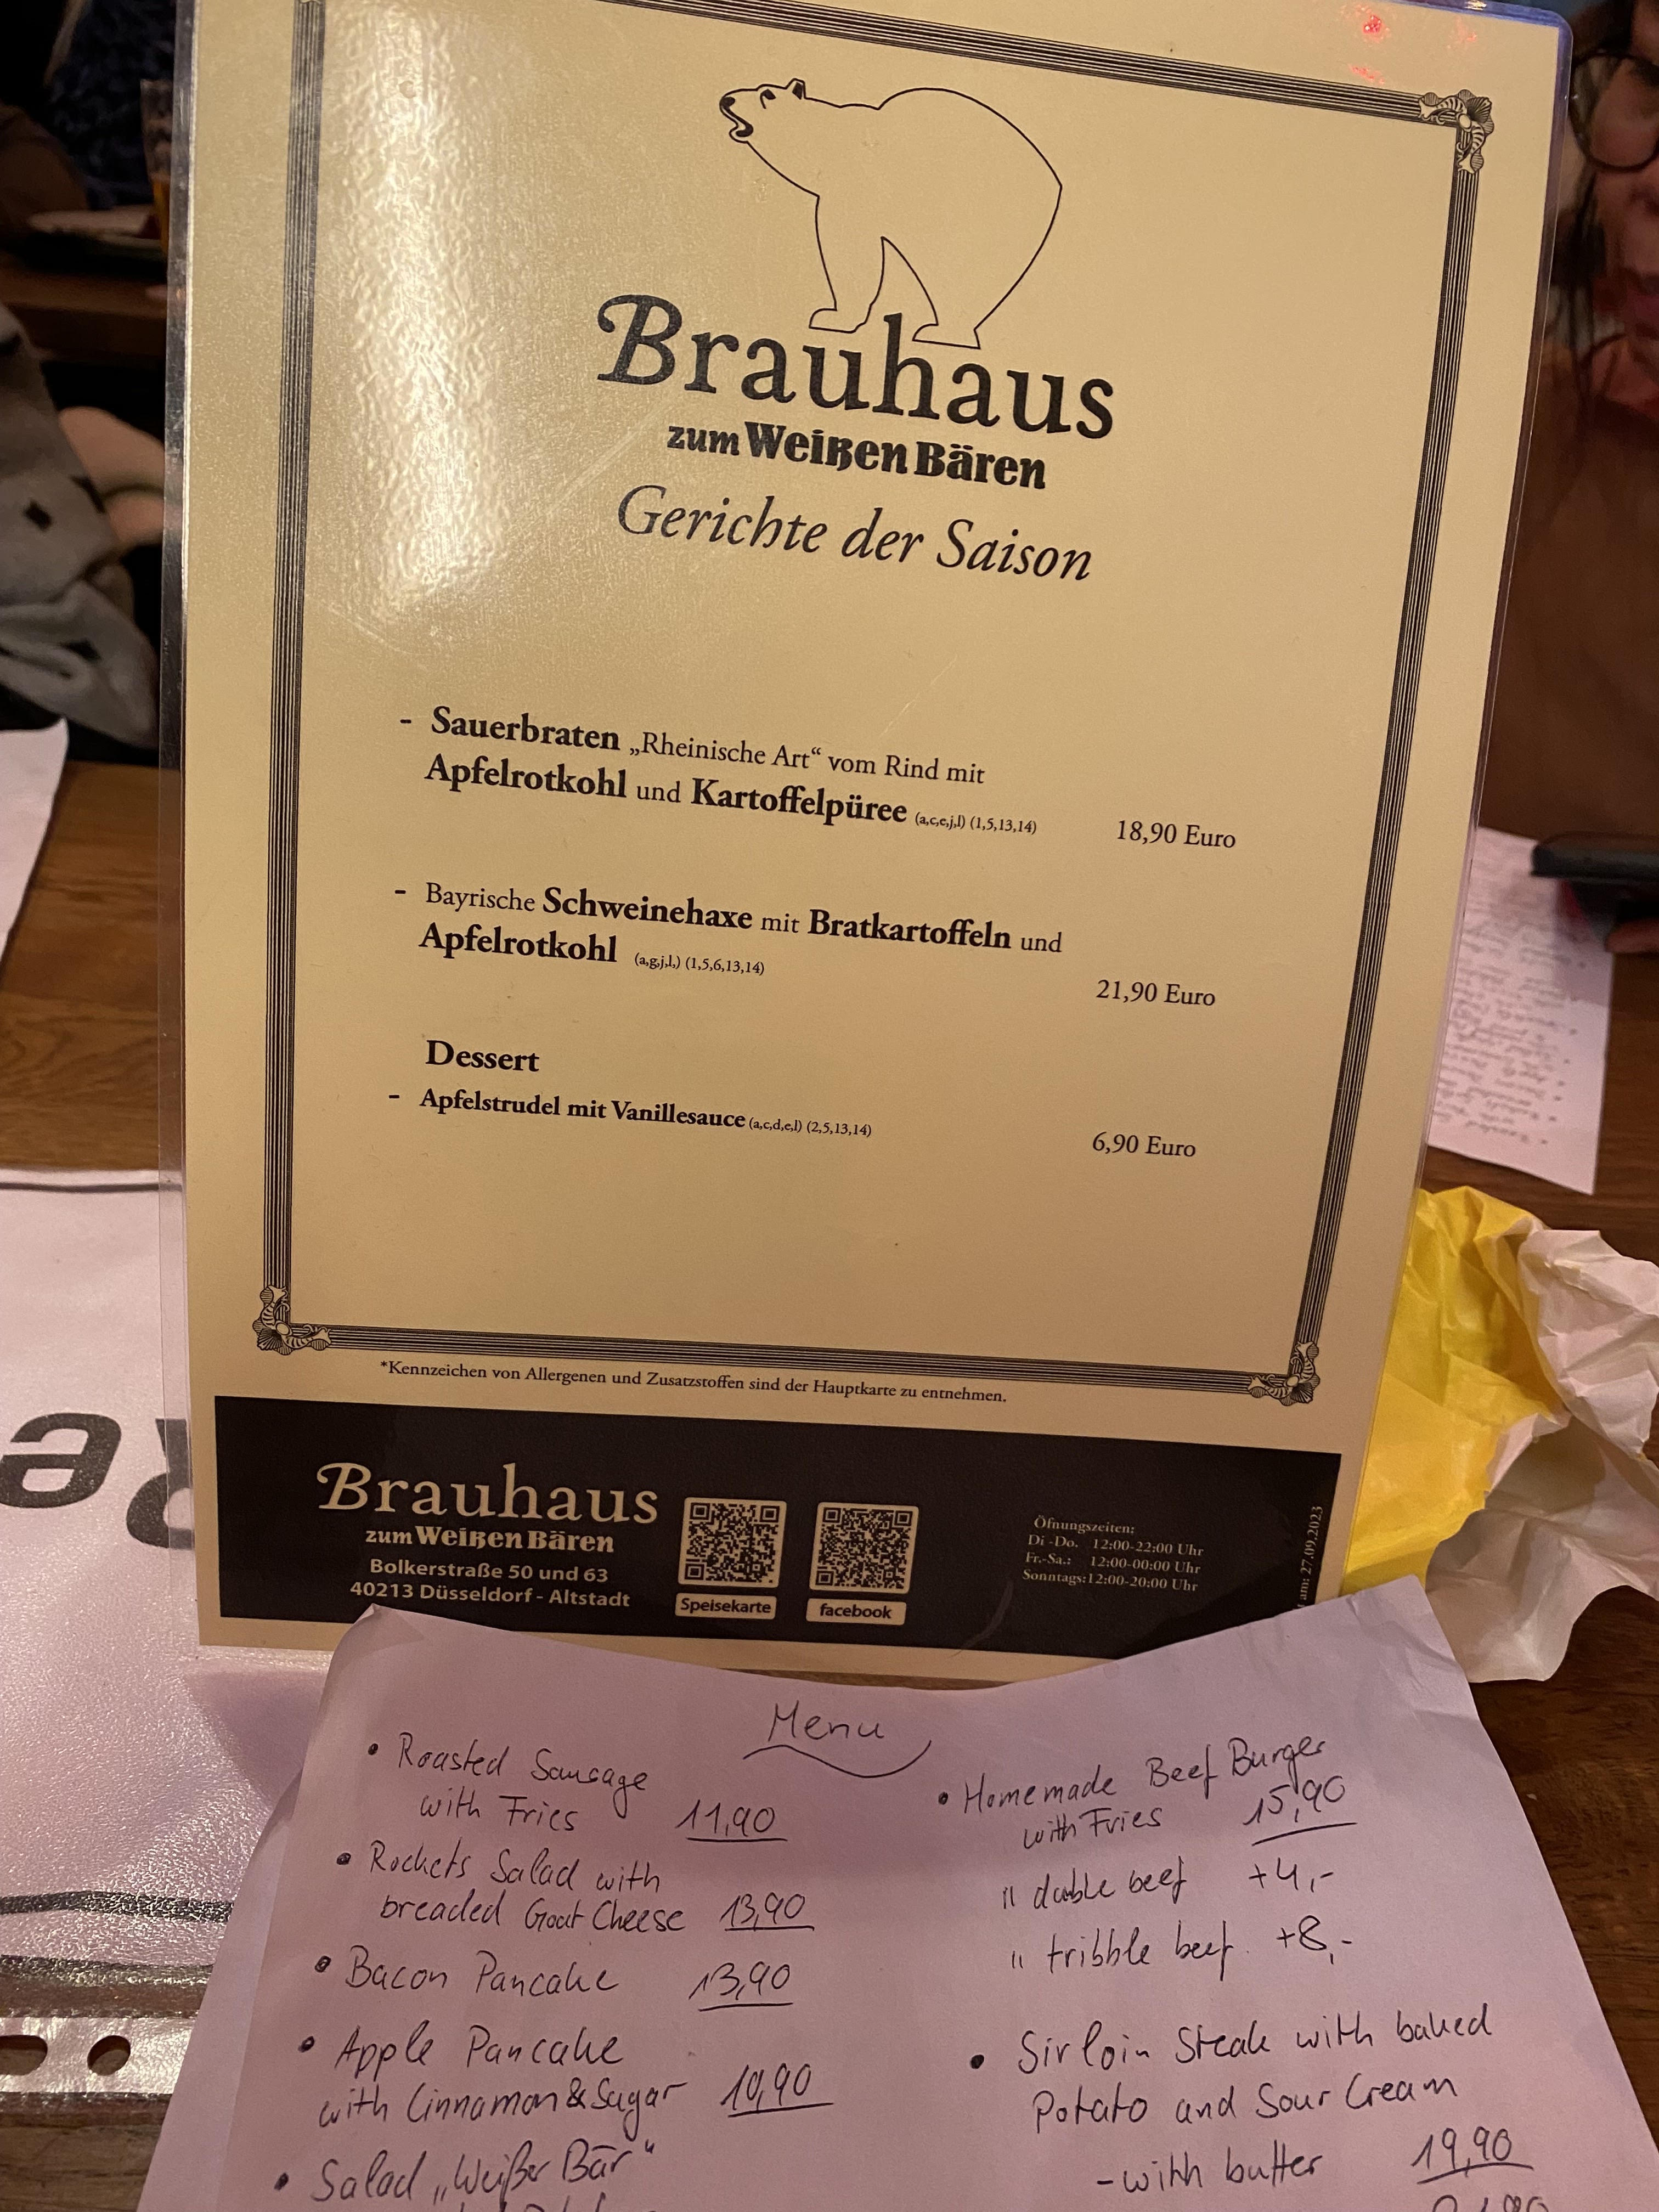 Brauhaus
zum Weißen Bären
Gerichte der Saison
- Sauerbraten „Rheinische Art“ vom Rind mit
Apfelrotkohl und Kartoffelpüree (a,c,e,j,l) (1,5,13,14) 18,90 Euro
- Bayrische Schweinehaxe mit Bratkartoffeln und
Apfelrotkohl (a,g,j,l,) (1,5,6,13,14)
21,90 Euro
Dessert
- Apfelstrudel mit Vanillesauce (a,c,d,e,l) (2,5,13,14)
6,90 Euro
*Kennzeichen von Allergenen und Zusatzstoffen sind der Hauptkarte zu entnehmen.
Brauhaus
zum Weißen Bären
Bolkerstraße 50 und 63
40213 Düsseldorf - Altstadt
Speisekarte
facebook
Öffnungszeiten:
Di -Do. 12:00-22:00 Uhr
Fr.-Sa.: 12:00-00:00 Uhr
Sonntags:12:00-20:00 Uhr
am: 27.09.2023
Menu
• Roasted Sausage
with Fries 11,90
• Rockets Salad with
breaded Goat Cheese 13,90
• Bacon Pancake 13,90
• Apple Pancake
with Cinnamon & Sugar 10,90
• Salad „Weißer Bär“
• Homemade Beef Burger
with Fries 15,90
" duble beef +4,-
" tribble beef. +8,-
• Sirloin Steak with baked
Potato and Sour Cream
- with butter 19,90